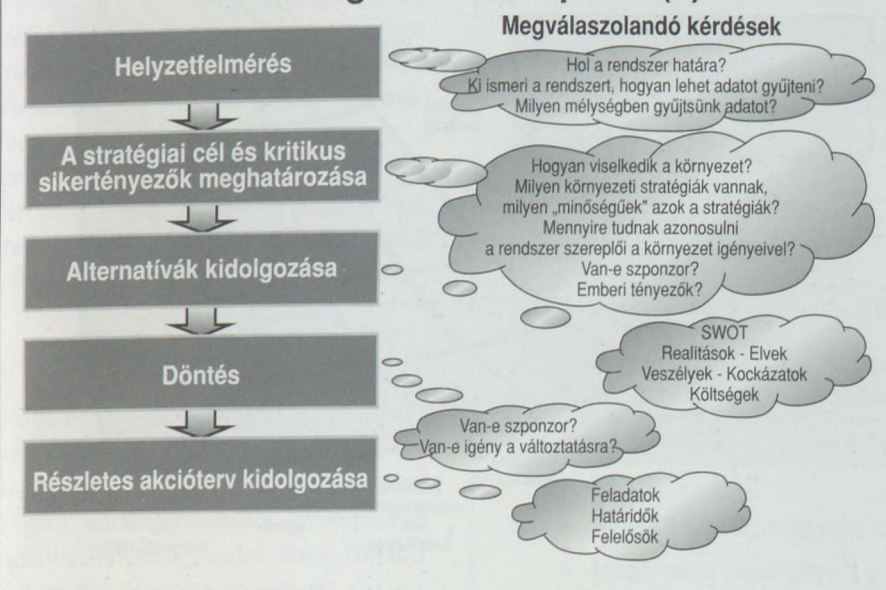 Megválaszolandó kérdések
Helyzetfelmérés
Hol a rendszer határa?
Ki ismeri a rendszert, hogyan lehet adatot gyűjteni?
Milyen mélységben gyűjtsünk adatot?
A stratégiai cél és kritikus
sikertényezők meghatározása
Hogyan viselkedik a környezet?
Milyen környezeti stratégiák vannak,
milyen „minőségűek" azok a stratégiák?
Mennyire tudnak azonosulni
a rendszer szereplői a környezet igényeivel?
Van-e szponzor?
Emberi tényezők?
Alternatívák kidolgozása
SWOT
Realitások - Elvek
Veszélyek - Kockázatok
Költségek
Döntés
Van-e szponzor?
Van-e igény a változtatásra?
Részletes akcióterv kidolgozása
Feladatok
Határidők
Felelősök